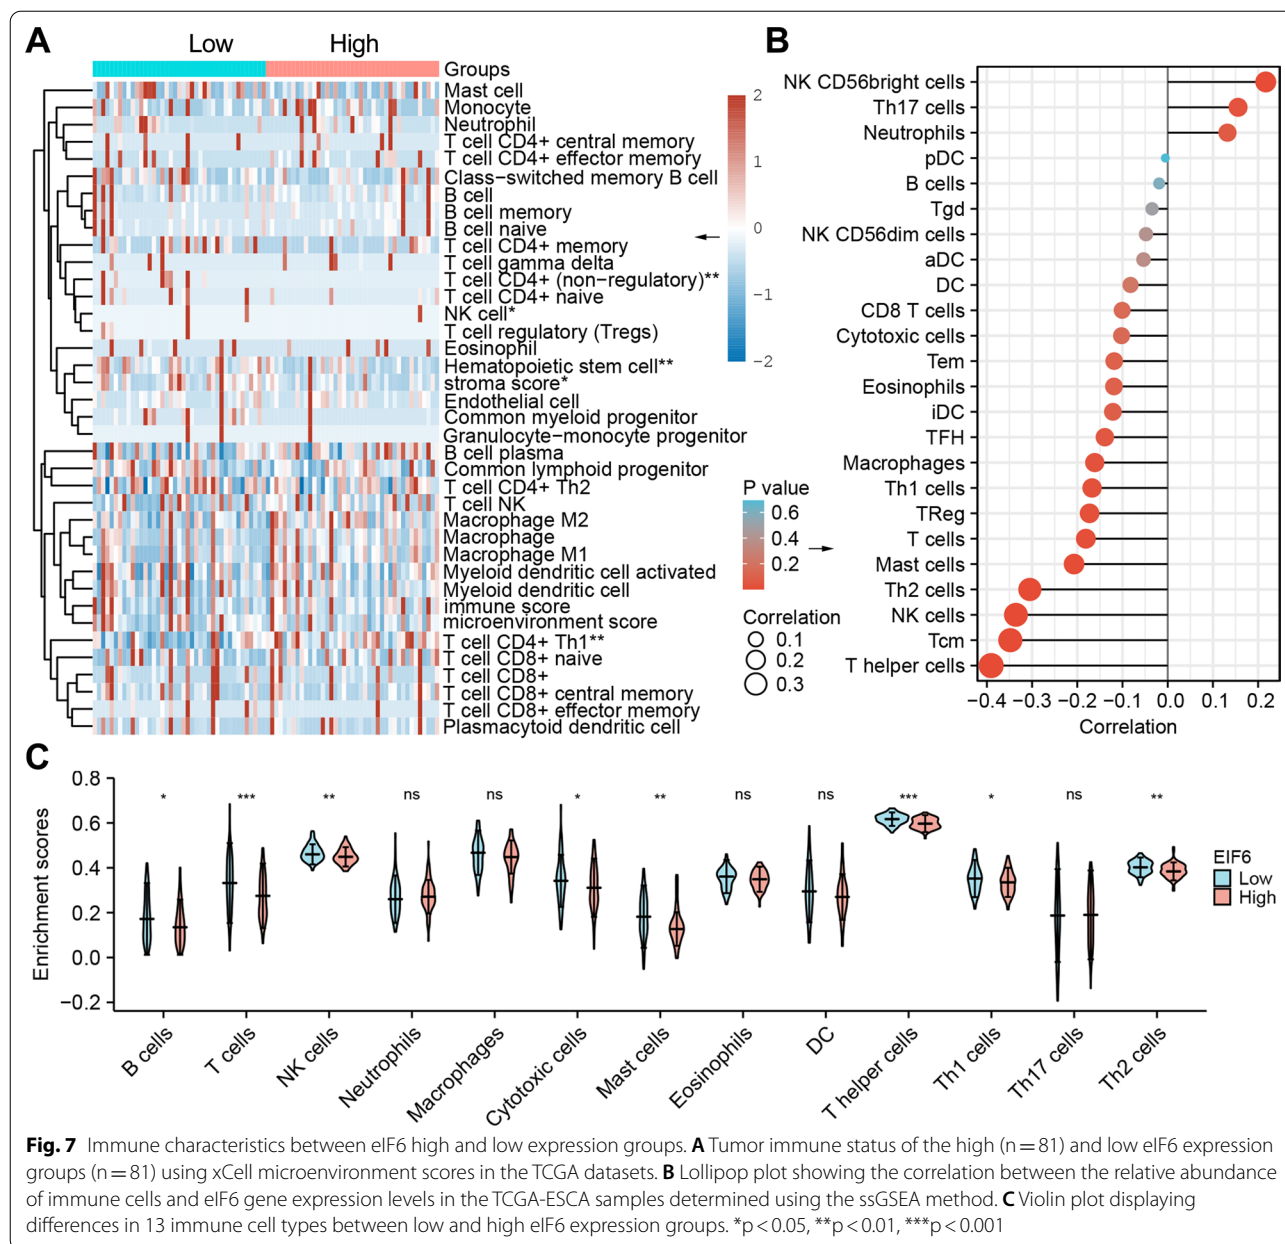 A
Low High
Groups
Mast cell
Monocyte
Neutrophil
T cell CD4+ central memory
T cell CD4+ effector memory
Class−switched memory B cell
B cell
B cell memory
B cell naive
T cell CD4+ memory
T cell gamma delta
T cell CD4+ (non−regulatory)**
T cell CD4+ naive
NK cell*
T cell regulatory (Tregs)
Eosinophil
Hematopoietic stem cell**
stroma score*
Endothelial cell
Common myeloid progenitor
Granulocyte−monocyte progenitor
B cell plasma
Common lymphoid progenitor
T cell CD4+ Th2
T cell NK
Macrophage M2
Macrophage
Macrophage M1
Myeloid dendritic cell activated
Myeloid dendritic cell
immune score
microenvironment score
T cell CD4+ Th1**
T cell CD8+ naive
T cell CD8+
T cell CD8+ central memory
T cell CD8+ effector memory
Plasmacytoid dendritic cell
2
1
0
−1
−2
P value
0.6
0.4
0.2
Correlation
0.1
0.2
0.3
B
NK CD56bright cells
Th17 cells
Neutrophils
pDC
B cells
Tgd
NK CD56dim cells
aDC
DC
CD8 T cells
Cytotoxic cells
Tem
Eosinophils
iDC
TFH
Macrophages
Th1 cells
TReg
T cells
Mast cells
Th2 cells
NK cells
Tcm
T helper cells
−0.4 −0.3 −0.2 −0.1 0.0 0.1 0.2
Correlation
C
Enrichment scores
0.8
0.6
0.4
0.2
0.0
−0.2
* *** ** ns ns * ** ns ns *** * ns **
B cells T cells NK cells Neutrophils Macrophages Cytotoxic cells Mast cells Eosinophils DC T helper cells Th1 cells Th17 cells Th2 cells
EIF6
Low
High
Fig. 7 Immune characteristics between eIF6 high and low expression groups. A Tumor immune status of the high (n = 81) and low eIF6 expression
groups (n = 81) using xCell microenvironment scores in the TCGA datasets. B Lollipop plot showing the correlation between the relative abundance
of immune cells and eIF6 gene expression levels in the TCGA-ESCA samples determined using the ssGSEA method. C Violin plot displaying
differences in 13 immune cell types between low and high eIF6 expression groups. *p < 0.05, **p < 0.01, ***p < 0.001